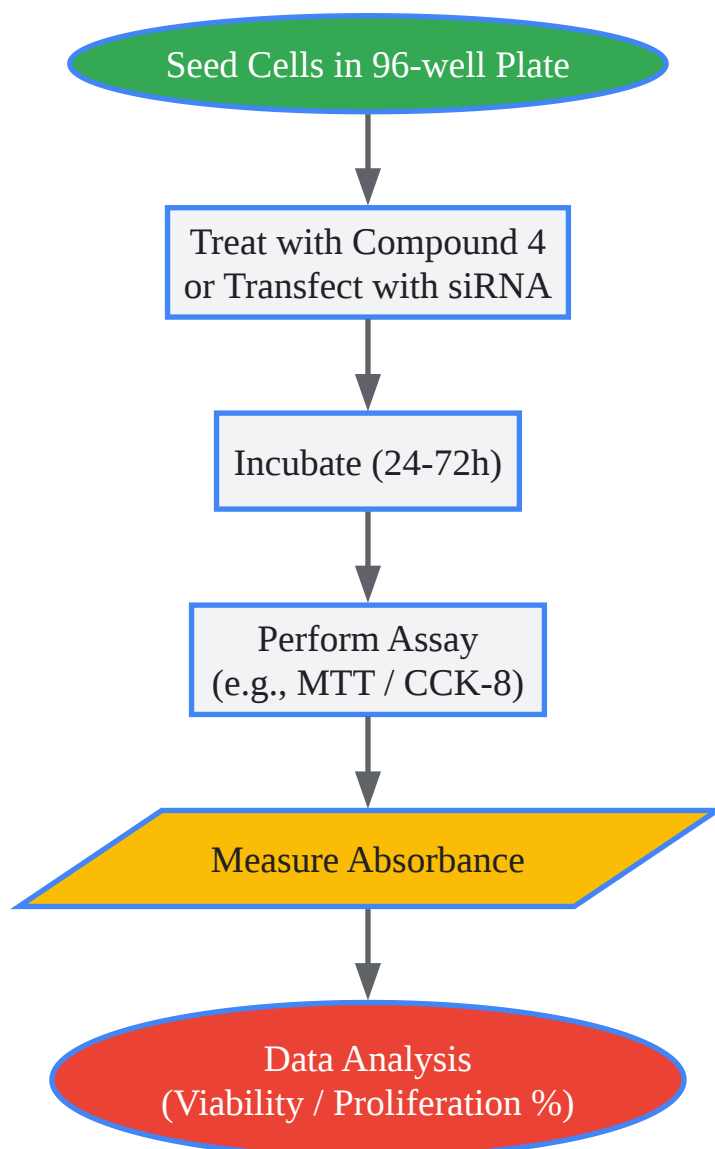 Seed Cells in 96-well Plate
Treat with Compound 4
or Transfect with siRNA
Incubate (24-72h)
Perform Assay
(e.g., MTT / CCK-8)
Measure Absorbance
Data Analysis
(Viability / Proliferation %)